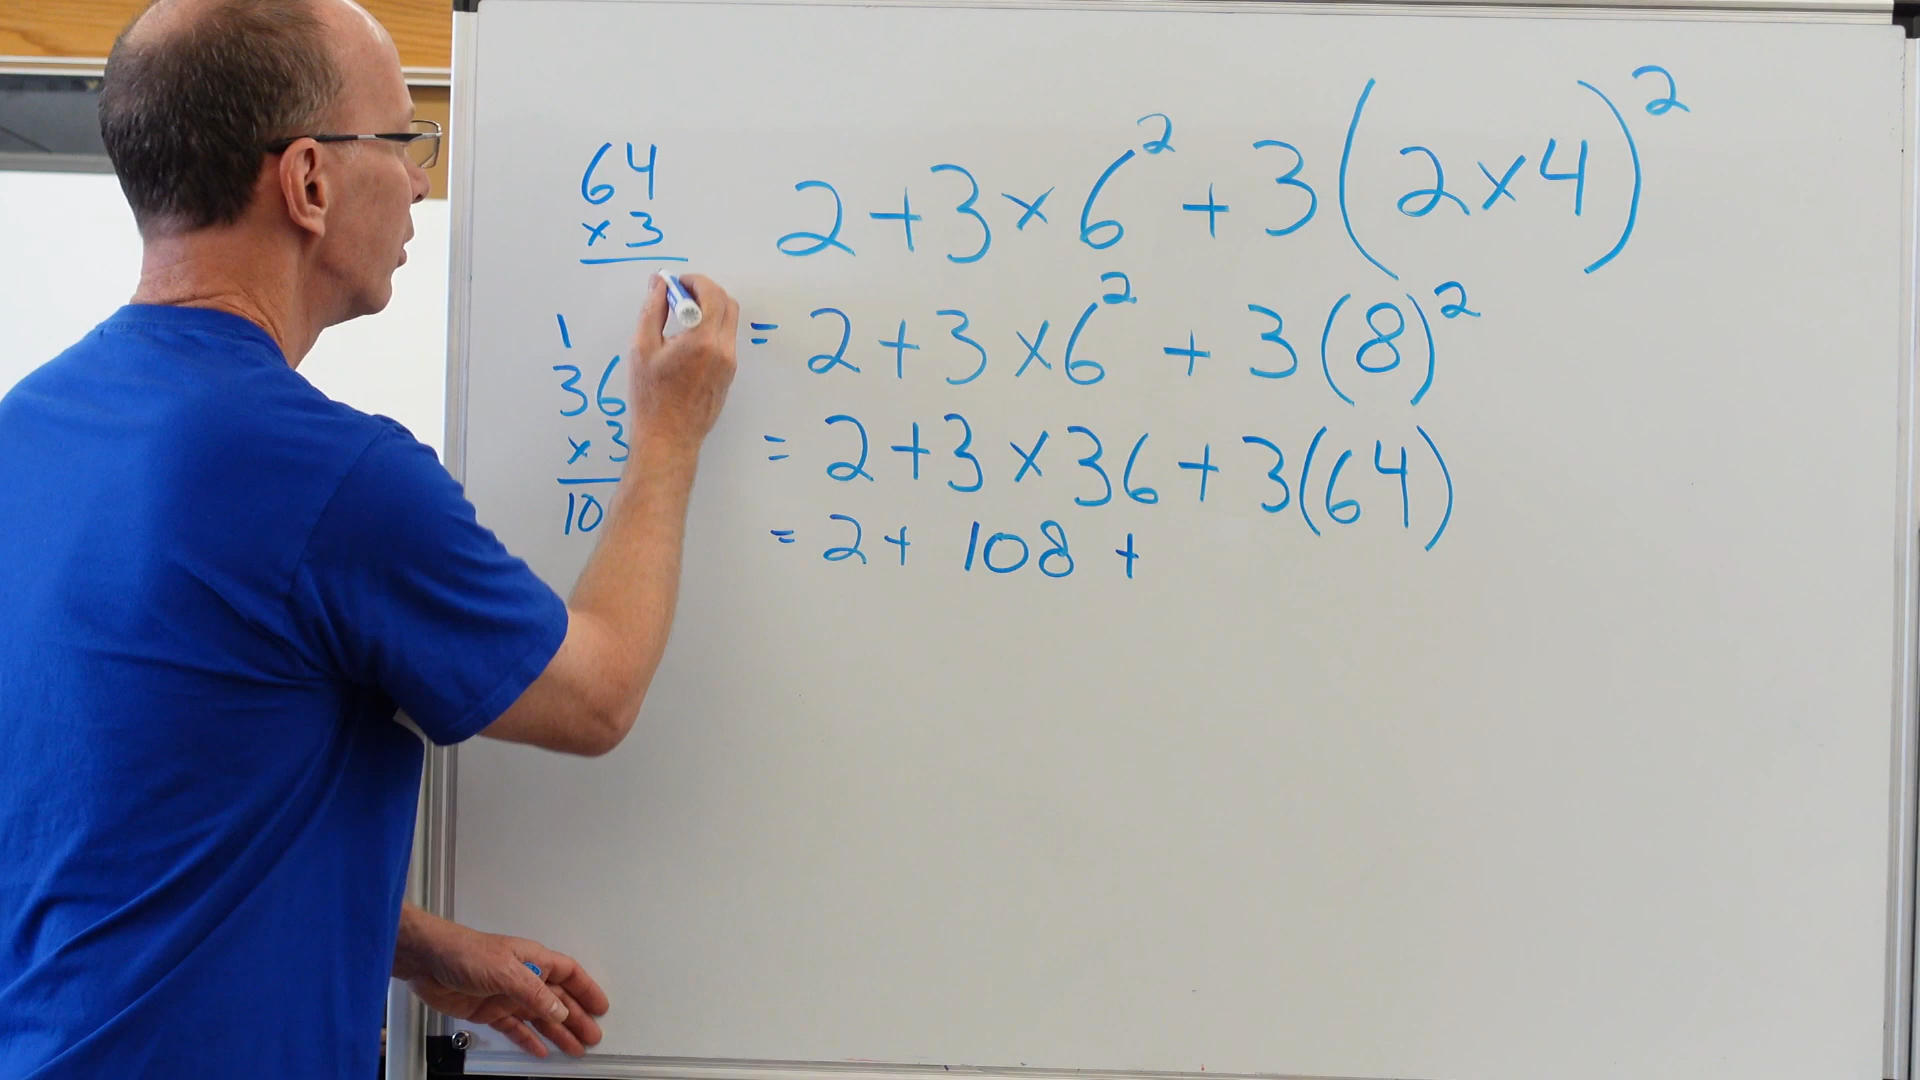 64
× 3
2 + 3 × 6² + 3(2 × 4)²
= 2 + 3 × 6² + 3(8)²
1
36
× 3
10
= 2 + 3 × 36 + 3(64)
= 2 + 108 +